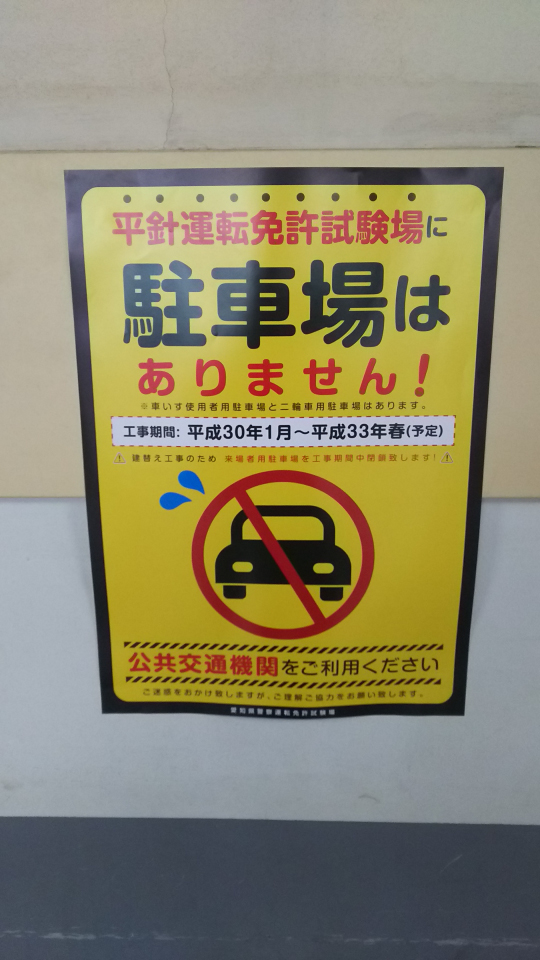 平針運転免許試験場に
駐車場は
ありません!
※車いす使用者用駐車場と二輪車用駐車場はあります。
工事期間: 平成30年1月～平成33年春(予定)
建替え工事のため 来場者用駐車場を工事期間中閉鎖致します!
公共交通機関をご利用ください
ご迷惑をおかけ致しますが、ご理解ご協力をお願い致します。
愛知県警察運転免許試験場